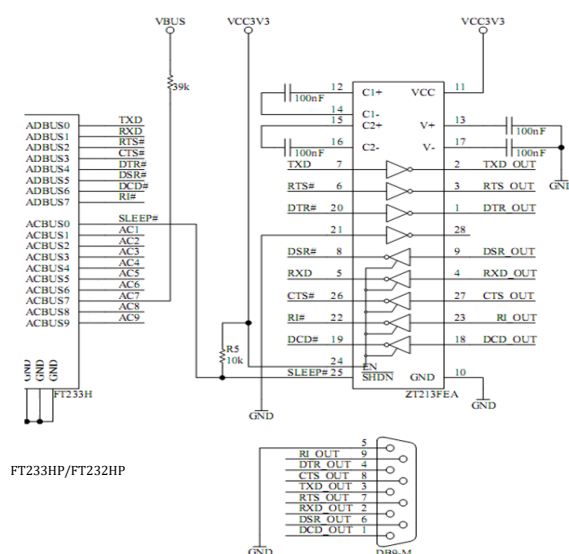 VBUS VCC3V3 VCC3V3
39k
12 C1+ VCC 11
100nF
14 C1-
15 C2+ V+ 13
100nF
16 C2- V- 17
100nF 100nF
GND
ADBUS0 TXD
ADBUS1 RXD
ADBUS2 RTS#
ADBUS3 CTS#
ADBUS4 DTR#
ADBUS5 DSR#
ADBUS6 DCD#
ADBUS7 RI#
ACBUS0 SLEEP#
ACBUS1 AC1
ACBUS2 AC2
ACBUS3 AC3
ACBUS4 AC4
ACBUS5 AC5
ACBUS6 AC6
ACBUS7 AC7
ACBUS8 AC8
ACBUS9 AC9
GND GND GND
FT233H
TXD 7 2 TXD_OUT
RTS# 6 3 RTS_OUT
DTR# 20 1 DTR_OUT
21 28
DSR# 8 9 DSR_OUT
RXD 5 4 RXD_OUT
CTS# 26 27 CTS_OUT
RI# 22 23 RI_OUT
DCD# 19 18 DCD_OUT
R5
10k
24 EN
SLEEP# 25 SHDN GND 10
ZT213FEA
GND GND
FT233HP/FT232HP
5
RI_OUT 9
DTR_OUT 4
CTS_OUT 8
TXD_OUT 3
RTS_OUT 7
RXD_OUT 2
DSR_OUT 6
DCD_OUT 1
GND DB9-M